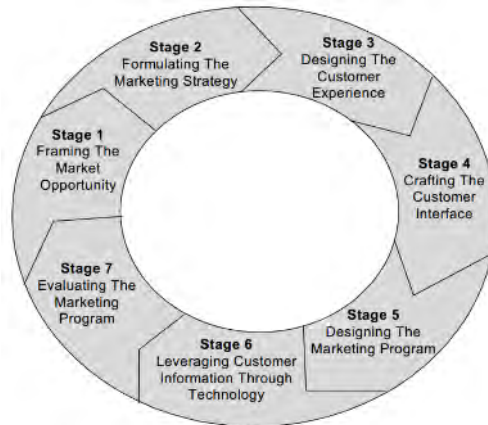 Stage 1
Framing The
Market
Opportunity
Stage 2
Formulating The
Marketing Strategy
Stage 3
Designing The
Customer
Experience
Stage 4
Crafting The
Customer
Interface
Stage 5
Designing The
Marketing Program
Stage 6
Leveraging Customer
Information Through
Technology
Stage 7
Evaluating The
Marketing
Program